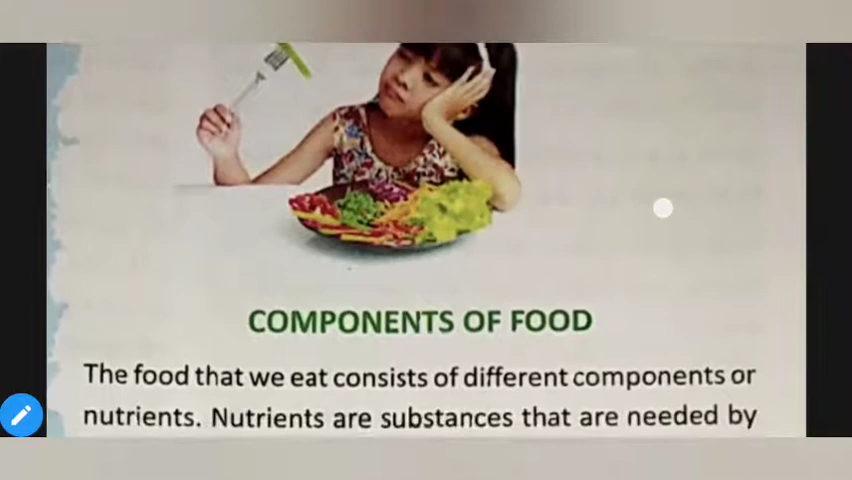 COMPONENTS OF FOOD
The food that we eat consists of different components or
nutrients. Nutrients are substances that are needed by